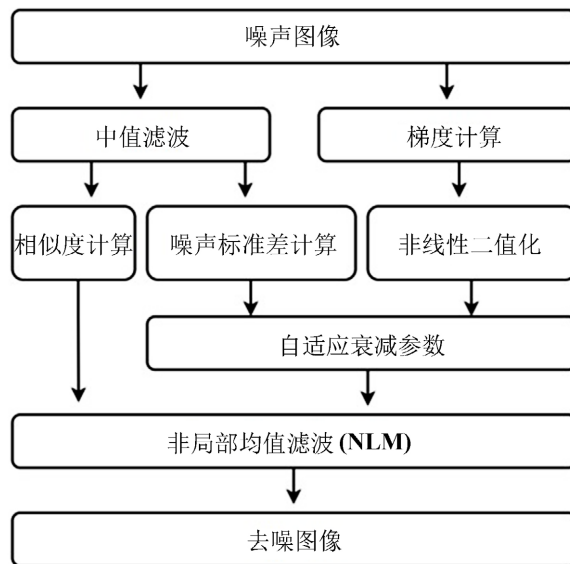 噪声图像
中值滤波
梯度计算
相似度计算
噪声标准差计算
非线性二值化
自适应衰减参数
非局部均值滤波(NLM)
去噪图像